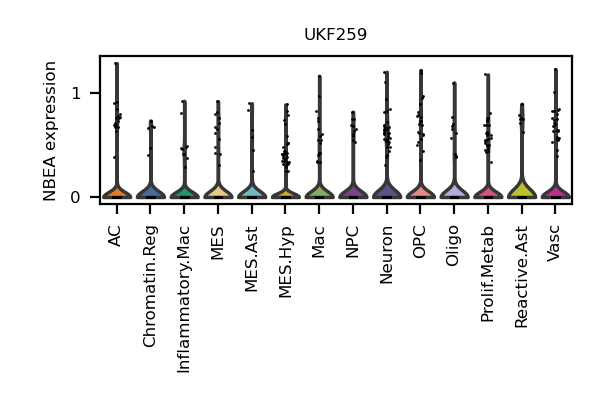 UKF259
NBEA expression
1
0
AC
Chromatin.Reg
Inflammatory.Mac
MES
MES.Ast
MES.Hyp
Mac
NPC
Neuron
OPC
Oligo
Prolif.Metab
Reactive.Ast
Vasc